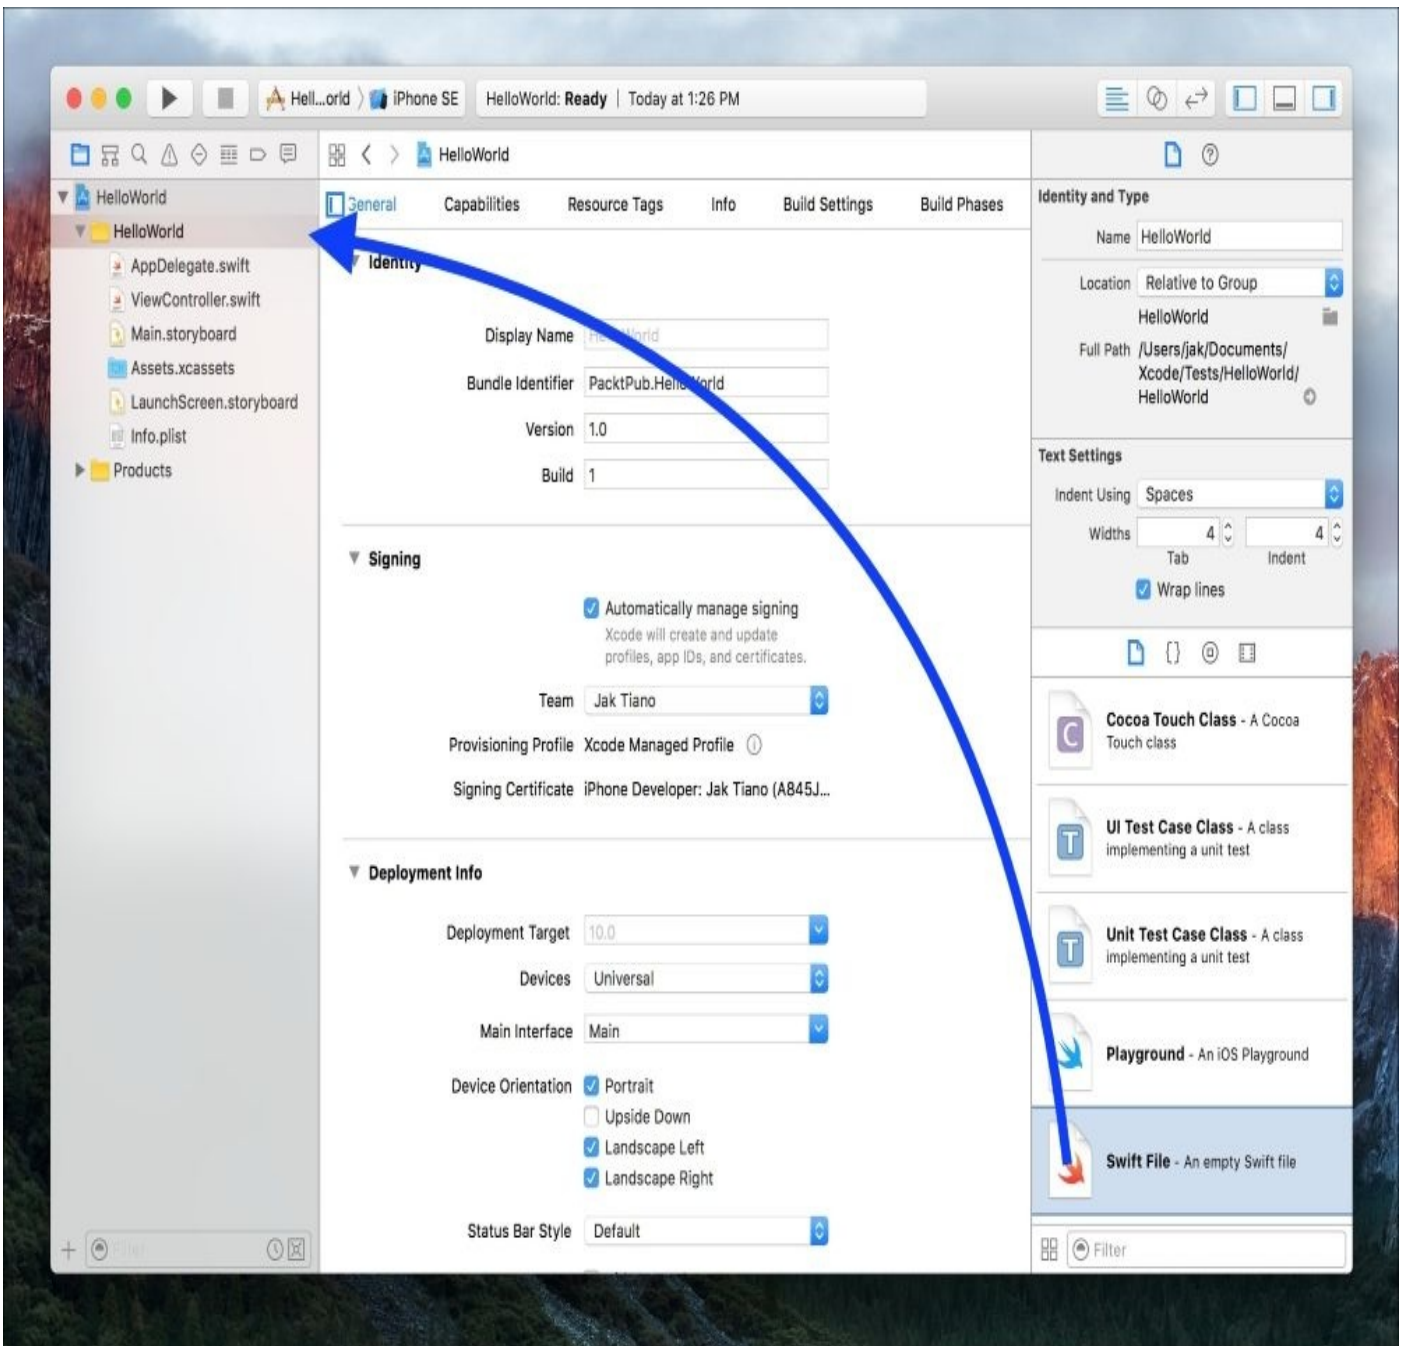 Hell...orld
iPhone SE
HelloWorld: Ready | Today at 1:26 PM
HelloWorld
HelloWorld
AppDelegate.swift
ViewController.swift
Main.storyboard
Assets.xcassets
LaunchScreen.storyboard
Info.plist
Products
Filter
HelloWorld
General Capabilities Resource Tags Info Build Settings Build Phases
Identity
Display Name HelloWorld
Bundle Identifier PacktPub.HelloWorld
Version 1.0
Build 1
Signing
Automatically manage signing
Xcode will create and update
profiles, app IDs, and certificates.
Team Jak Tiano
Provisioning Profile Xcode Managed Profile
Signing Certificate iPhone Developer: Jak Tiano (A845J...
Deployment Info
Deployment Target 10.0
Devices Universal
Main Interface Main
Device Orientation Portrait
Upside Down
Landscape Left
Landscape Right
Status Bar Style Default
Identity and Type
Name HelloWorld
Location Relative to Group
HelloWorld
Full Path /Users/jak/Documents/
Xcode/Tests/HelloWorld/
HelloWorld
Text Settings
Indent Using Spaces
Widths 4 4
Tab Indent
Wrap lines
{}
C
Cocoa Touch Class - A Cocoa
Touch class
T
UI Test Case Class - A class
implementing a unit test
T
Unit Test Case Class - A class
implementing a unit test
Playground - An iOS Playground
Swift File - An empty Swift file
Filter